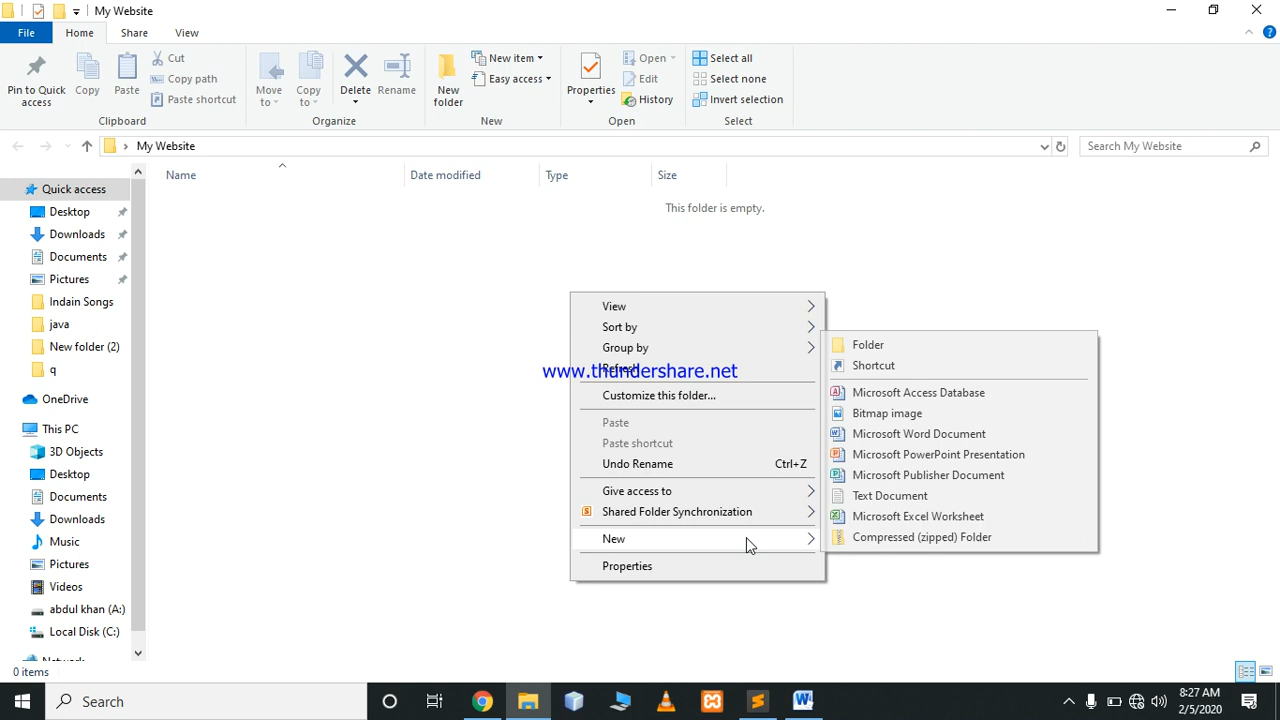 My Website
File Home Share View
Pin to Quick access
Copy
Paste
Cut
Copy path
Paste shortcut
Clipboard
Move to
Copy to
Delete
Rename
Organize
New folder
New item
Easy access
New
Properties
Open
Edit
History
Open
Select all
Select none
Invert selection
Select
My Website
Search My Website
Name Date modified Type Size
This folder is empty.
Quick access
Desktop
Downloads
Documents
Pictures
Indain Songs
java
New folder (2)
q
OneDrive
This PC
3D Objects
Desktop
Documents
Downloads
Music
Pictures
Videos
abdul khan (A:)
Local Disk (C:)
Network
View
Sort by
Group by
Refresh
www.thundershare.net
Customize this folder...
Paste
Paste shortcut
Undo Rename Ctrl+Z
Give access to
Shared Folder Synchronization
New
Properties
Folder
Shortcut
Microsoft Access Database
Bitmap image
Microsoft Word Document
Microsoft PowerPoint Presentation
Microsoft Publisher Document
Text Document
Microsoft Excel Worksheet
Compressed (zipped) Folder
0 items
Search
8:27 AM
2/5/2020